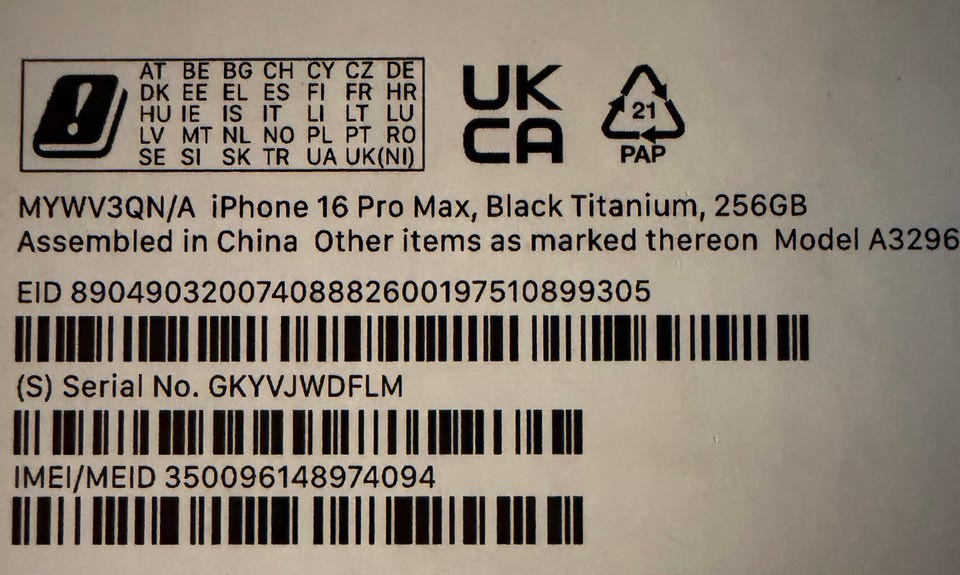 AT BE BG CH CY CZ DE
DK EE EL ES FI FR HR
HU IE IS IT LI LT LU
LV MT NL NO PL PT RO
SE SI SK TR UA UK(NI)
UK
CA
21
PAP
MYWV3QN/A iPhone 16 Pro Max, Black Titanium, 256GB
Assembled in China Other items as marked thereon Model A3296
EID 89049032007408882600197510899305
(S) Serial No. GKYVJWDFLM
IMEI/MEID 350096148974094